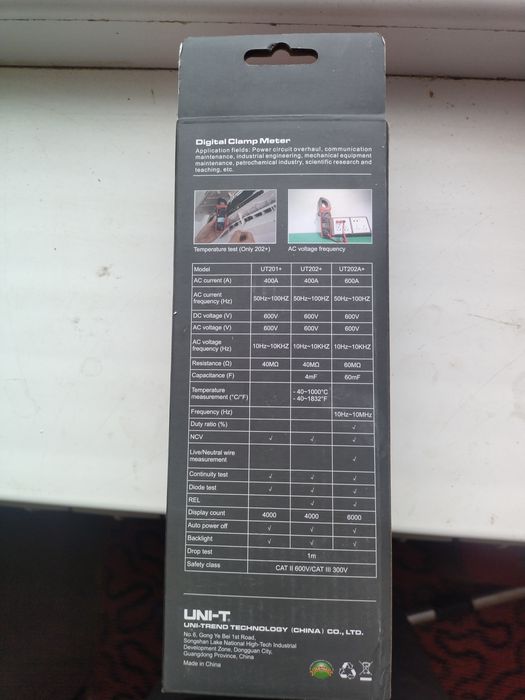 Digital Clamp Meter
Application fields: Power circuit overhaul, communication
maintenance, industrial engineering, mechanical equipment
maintenance, petrochemical industry, scientific research and
teaching, etc.
Temperature test (Only 202+) AC voltage frequency
Model UT201+ UT202+ UT202A+
AC current (A) 400A 400A 600A
AC current
frequency (Hz) 50Hz~100HZ 50Hz~100HZ 50Hz~100HZ
DC voltage (V) 600V 600V 600V
AC voltage (V) 600V 600V 600V
AC voltage
frequency (Hz) 10Hz~10KHZ 10Hz~10KHZ 10Hz~10KHZ
Resistance (Ω) 40MΩ 40MΩ 60MΩ
Capacitance (F) 4mF 60mF
Temperature
measurement (°C/°F) - 40~1000°C
- 40~1832°F
Frequency (Hz) 10Hz~10MHz
Duty ratio (%) √
NCV √ √ √
Live/Neutral wire
measurement √
Continuity test √ √ √
Diode test √ √ √
REL √ √
Display count 4000 4000 6000
Auto power off √ √ √
Backlight √ √ √
Drop test 1m
Safety class CAT II 600V/CAT III 300V
UNI-T®
UNI-TREND TECHNOLOGY (CHINA) CO., LTD.
No.6, Gong Ye Bei 1st Road,
Songshan Lake National High-Tech Industrial
Development Zone, Dongguan City,
Guangdong Province, China
Made in China